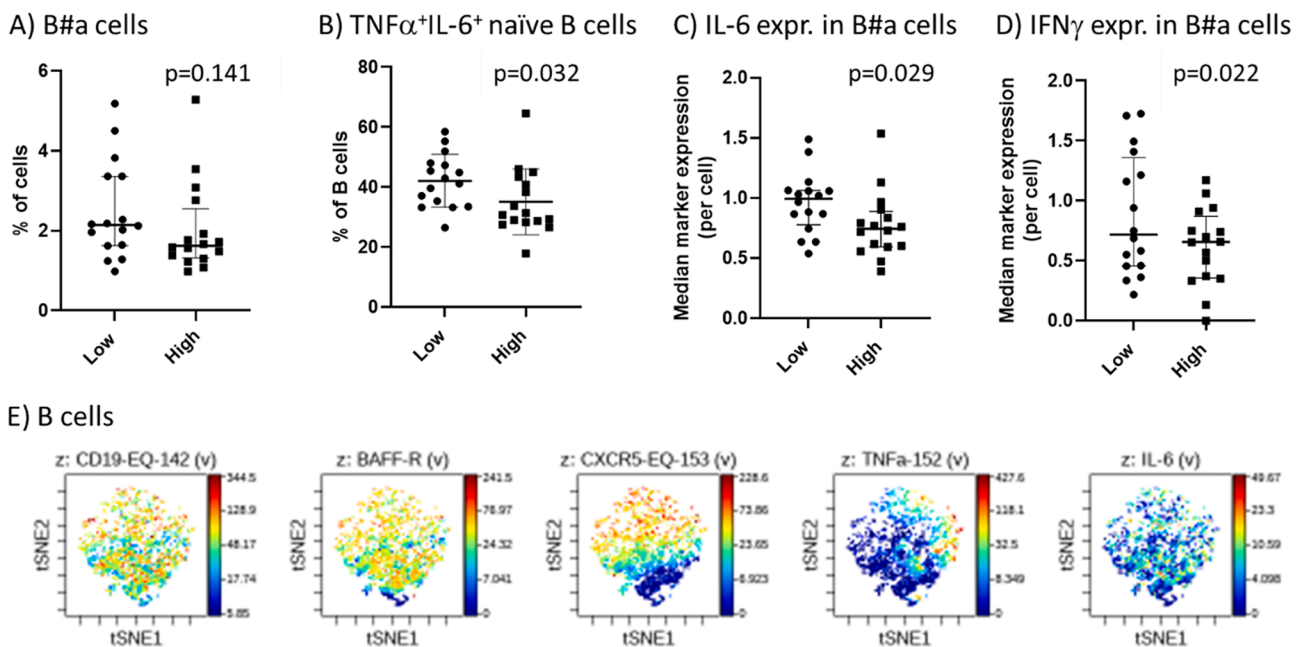 A) B#a cells
B) TNFα⁺IL-6⁺ naïve B cells
C) IL-6 expr. in B#a cells
D) IFNγ expr. in B#a cells
p=0.141
p=0.032
p=0.029
p=0.022
% of cells
6
4
2
0
Low
High
% of B cells
80
60
40
20
0
Low
High
Median marker expression
(per cell)
2.0
1.5
1.0
0.5
0.0
Low
High
Median marker expression
(per cell)
2.0
1.5
1.0
0.5
0.0
Low
High
E) B cells
z: CD19-EQ-142 (v)
344.5
128.9
48.17
17.74
5.85
tSNE2
tSNE1
z: BAFF-R (v)
241.5
76.97
24.32
7.041
0
tSNE2
tSNE1
z: CXCR5-EQ-153 (v)
228.6
73.86
23.65
6.923
0
tSNE2
tSNE1
z: TNFa-152 (v)
427.6
118.1
32.5
8.349
0
tSNE2
tSNE1
z: IL-6 (v)
49.67
23.3
10.59
4.098
0
tSNE2
tSNE1